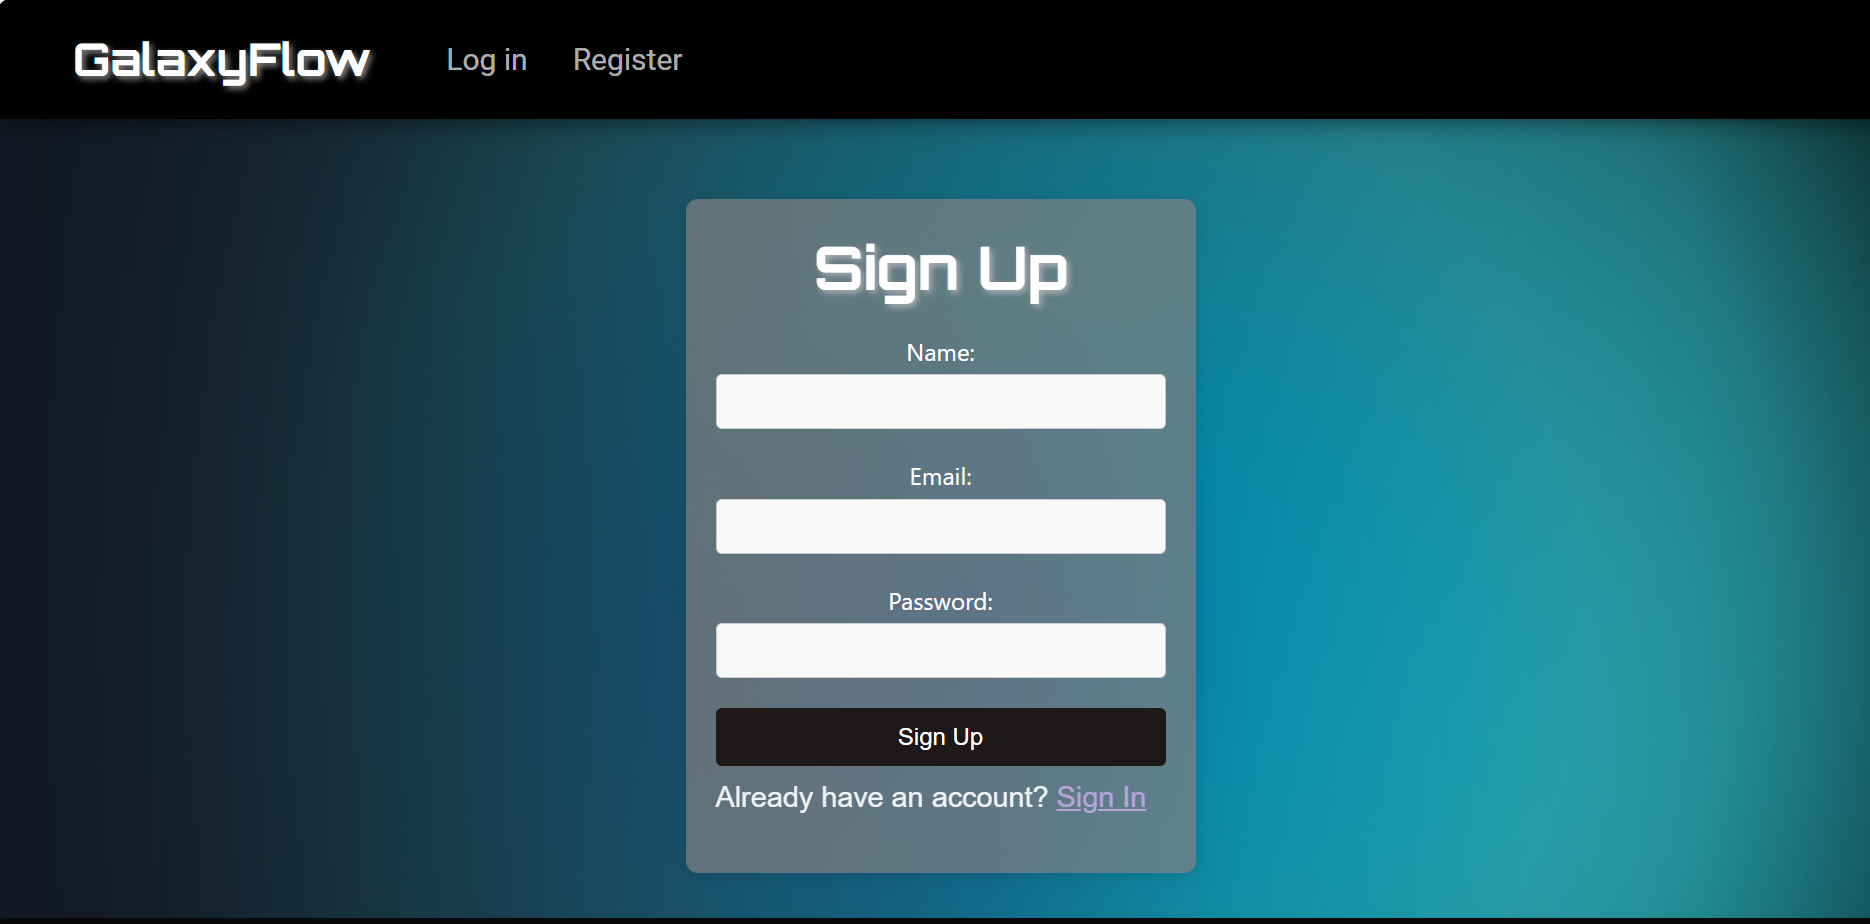 GalaxyFlow Log in Register
Sign Up
Name:
Email:
Password:
Sign Up
Already have an account? Sign In